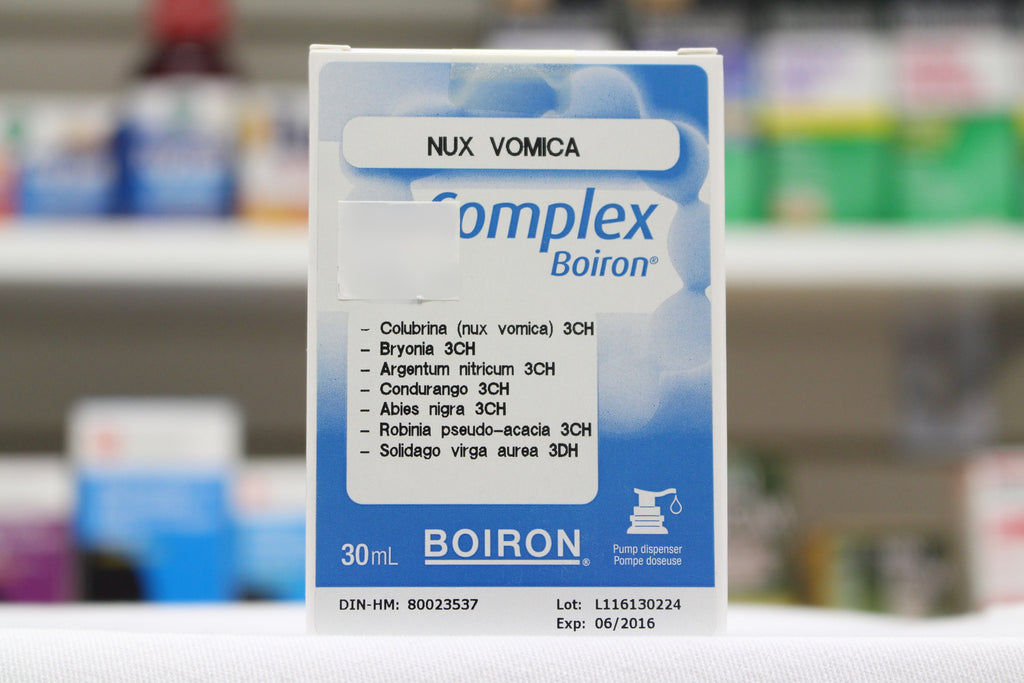 NUX VOMICA
Complex
Boiron®
– Colubrina (nux vomica) 3CH
– Bryonia 3CH
– Argentum nitricum 3CH
– Condurango 3CH
– Abies nigra 3CH
– Robinia pseudo-acacia 3CH
– Solidago virga aurea 3DH
30 mL
BOIRON®
Pump dispenser
Pompe doseuse
DIN-HM: 80023537
Lot: L116130224
Exp: 06/2016